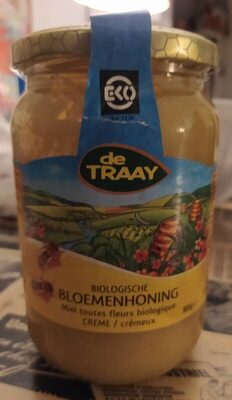 EKO
de
TRAAY
BIOLOGISCHE
BLOEMENHONING
Miel toutes fleurs biologique
CREME / crémeux